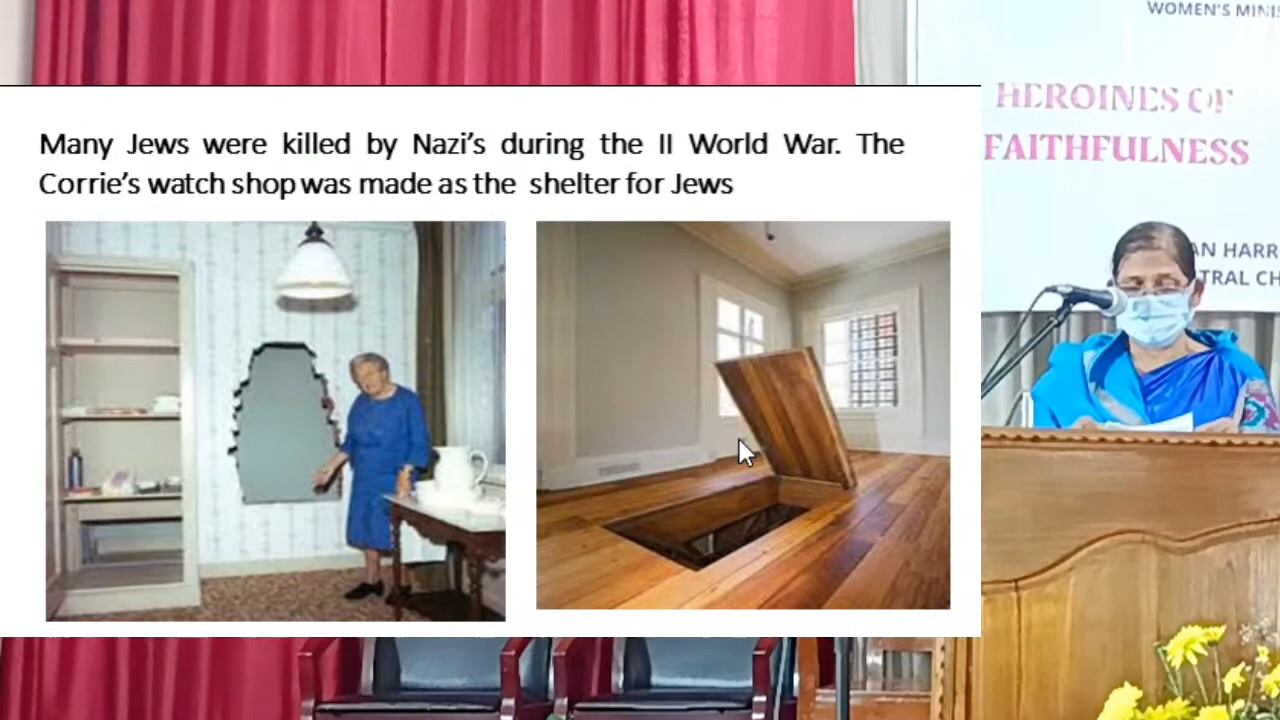 WOMEN'S
HEROINES OF
FAITHFULNESS
Many Jews were killed by Nazi's during the II World War. The
Corrie's watch shop was made as the shelter for Jews